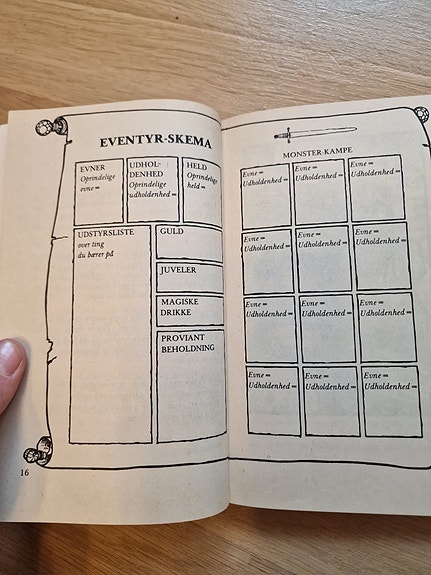 EVENTYR-SKEMA
EVNER
Oprindelige
evne =
UDHOL-
DENHED
Oprindelige
udholdenhed =
HELD
Oprindelige
held =
UDSTYRSLISTE
over ting
du bærer på
GULD
JUVELER
MAGISKE
DRIKKE
PROVIANT
BEHOLDNING
16
MONSTER-KAMPE
Evne =
Udholdenhed =
Evne =
Udholdenhed =
Evne =
Udholdenhed =
Evne =
Udholdenhed =
Evne =
Udholdenhed =
Evne =
Udholdenhed =
Evne =
Udholdenhed =
Evne =
Udholdenhed =
Evne =
Udholdenhed =
Evne =
Udholdenhed =
Evne =
Udholdenhed =
Evne =
Udholdenhed =